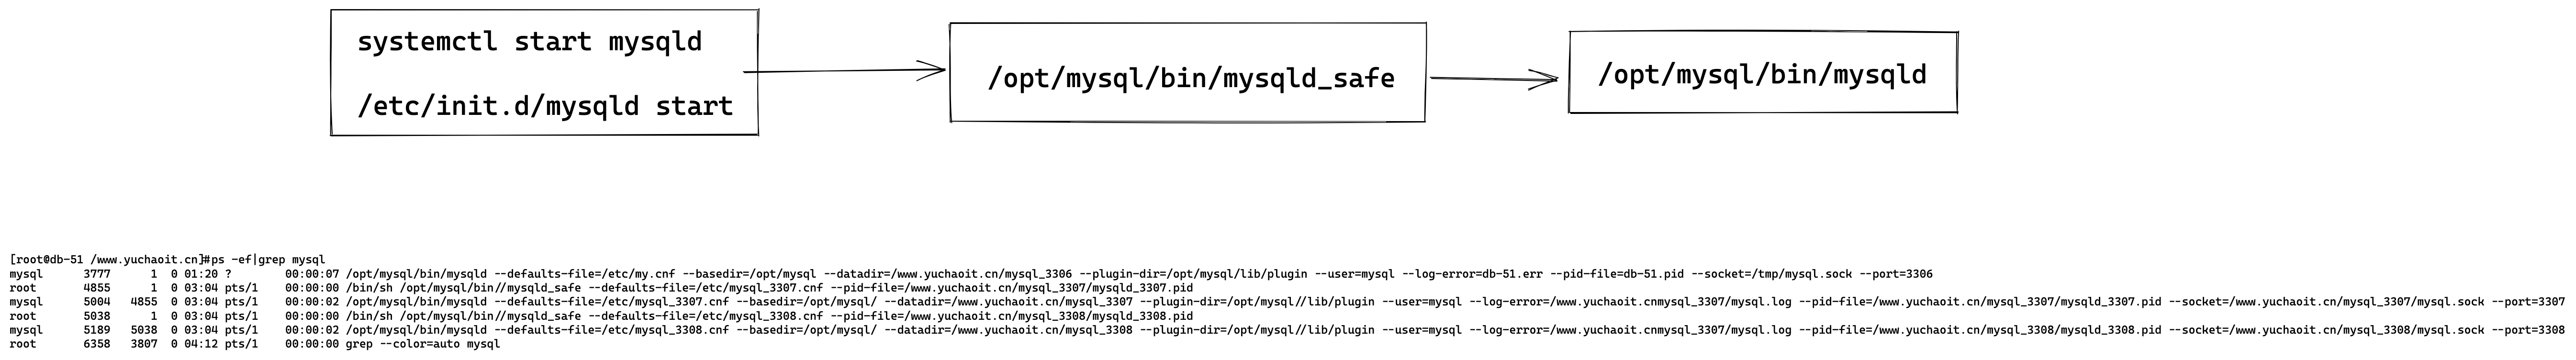 systemctl start mysqld
/etc/init.d/mysqld start
/opt/mysql/bin/mysqld_safe
/opt/mysql/bin/mysqld
[root@db-51 /www.yuchaoit.cn]#ps -ef|grep mysql
mysql      3777      1  0 01:20 ?        00:00:07 /opt/mysql/bin/mysqld --defaults-file=/etc/my.cnf --basedir=/opt/mysql --datadir=/www.yuchaoit.cn/mysql_3306 --plugin-dir=/opt/mysql/lib/plugin --user=mysql --log-error=db-51.err --pid-file=db-51.pid --socket=/tmp/mysql.sock --port=3306
root       4855      1  0 03:04 pts/1    00:00:00 /bin/sh /opt/mysql/bin//mysqld_safe --defaults-file=/etc/mysql_3307.cnf --pid-file=/www.yuchaoit.cn/mysql_3307/mysqld_3307.pid
mysql      5004   4855  0 03:04 pts/1    00:00:02 /opt/mysql/bin/mysqld --defaults-file=/etc/mysql_3307.cnf --basedir=/opt/mysql/ --datadir=/www.yuchaoit.cn/mysql_3307 --plugin-dir=/opt/mysql//lib/plugin --user=mysql --log-error=/www.yuchaoit.cnmysql_3307/mysql.log --pid-file=/www.yuchaoit.cn/mysql_3307/mysqld_3307.pid --socket=/www.yuchaoit.cn/mysql_3307/mysql.sock --port=3307
root       5038      1  0 03:04 pts/1    00:00:00 /bin/sh /opt/mysql/bin//mysqld_safe --defaults-file=/etc/mysql_3308.cnf --pid-file=/www.yuchaoit.cn/mysql_3308/mysqld_3308.pid
mysql      5189   5038  0 03:04 pts/1    00:00:02 /opt/mysql/bin/mysqld --defaults-file=/etc/mysql_3308.cnf --basedir=/opt/mysql/ --datadir=/www.yuchaoit.cn/mysql_3308 --plugin-dir=/opt/mysql//lib/plugin --user=mysql --log-error=/www.yuchaoit.cnmysql_3307/mysql.log --pid-file=/www.yuchaoit.cn/mysql_3308/mysqld_3308.pid --socket=/www.yuchaoit.cn/mysql_3308/mysql.sock --port=3308
root       6358   3807  0 04:12 pts/1    00:00:00 grep --color=auto mysql